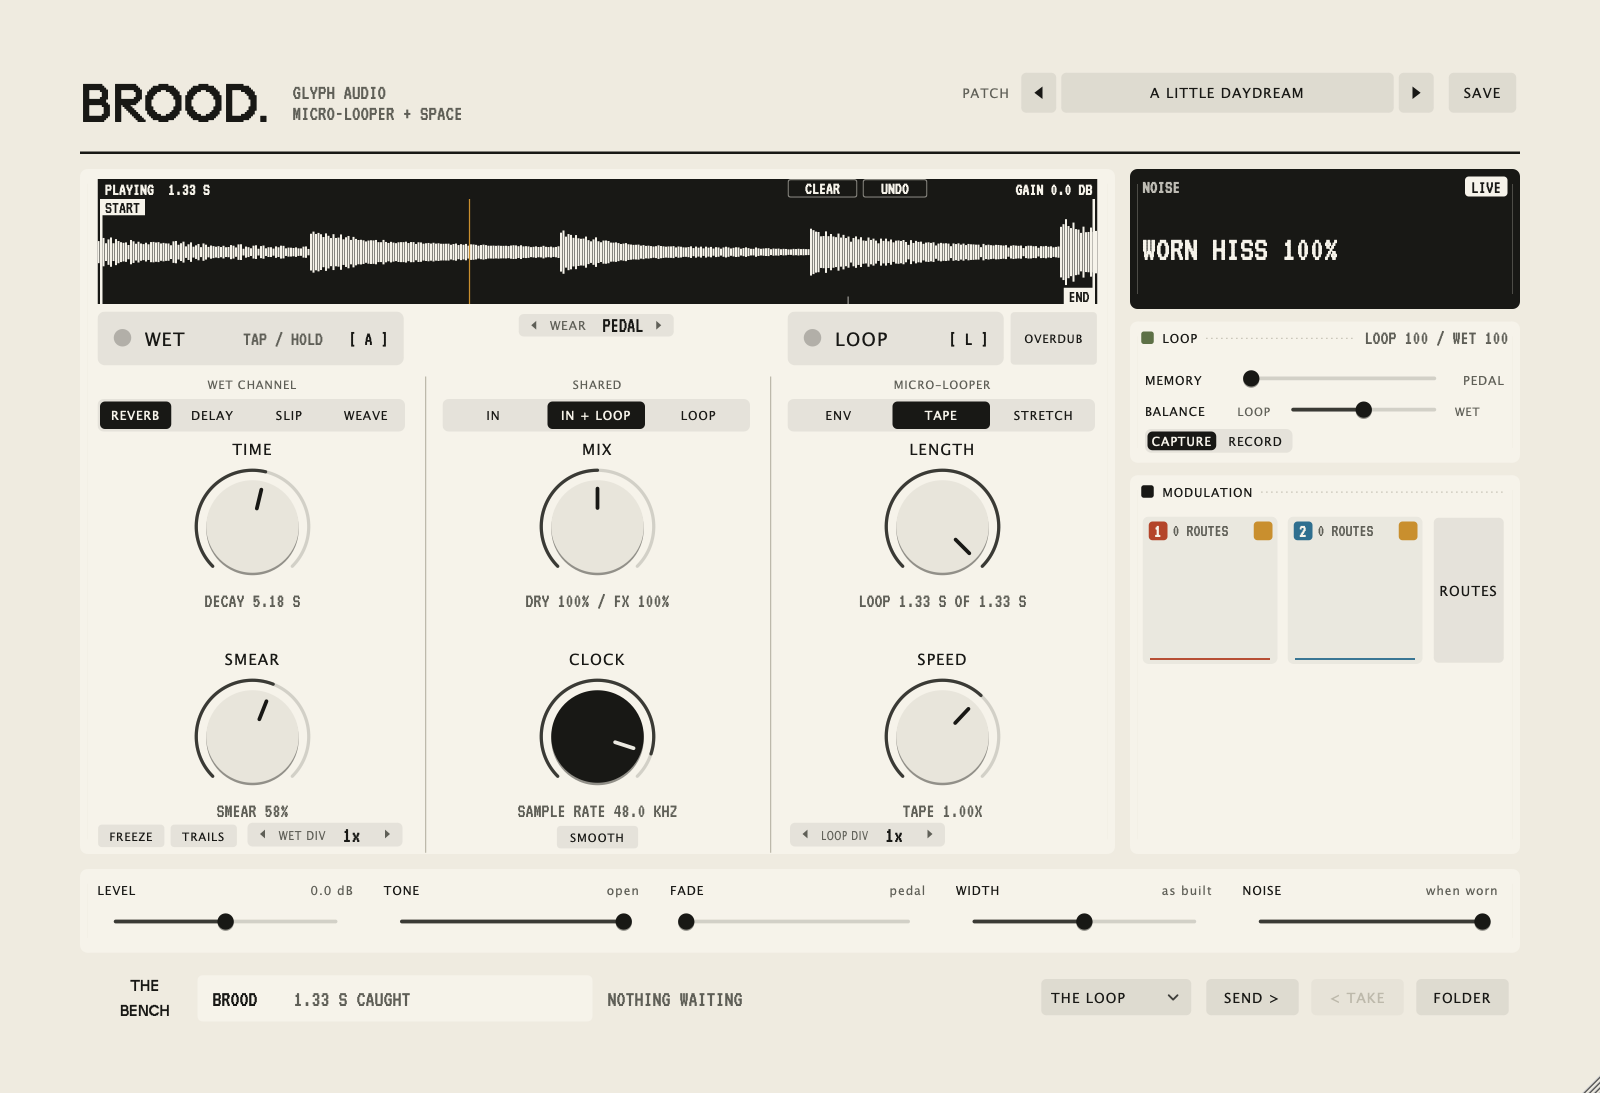 BROOD.
GLYPH AUDIO
MICRO-LOOPER + SPACE
PATCH
A LITTLE DAYDREAM
SAVE
PLAYING 1.33 S
CLEAR
UNDO
GAIN 0.0 DB
START
END
WET
TAP / HOLD
[ A ]
WEAR PEDAL
LOOP
[ L ]
OVERDUB
WET CHANNEL
REVERB
DELAY
SLIP
WEAVE
TIME
DECAY 5.18 S
SMEAR
SMEAR 58%
FREEZE
TRAILS
WET DIV 1x
SHARED
IN
IN + LOOP
LOOP
MIX
DRY 100% / FX 100%
CLOCK
SAMPLE RATE 48.0 KHZ
SMOOTH
MICRO-LOOPER
ENV
TAPE
STRETCH
LENGTH
LOOP 1.33 S OF 1.33 S
SPEED
TAPE 1.00X
LOOP DIV 1x
NOISE
LIVE
WORN HISS 100%
LOOP
LOOP 100 / WET 100
MEMORY
PEDAL
BALANCE
LOOP
WET
CAPTURE
RECORD
MODULATION
1 0 ROUTES
2 0 ROUTES
ROUTES
LEVEL
0.0 dB
TONE
open
FADE
pedal
WIDTH
as built
NOISE
when worn
THE
BENCH
BROOD
1.33 S CAUGHT
NOTHING WAITING
THE LOOP
SEND >
< TAKE
FOLDER